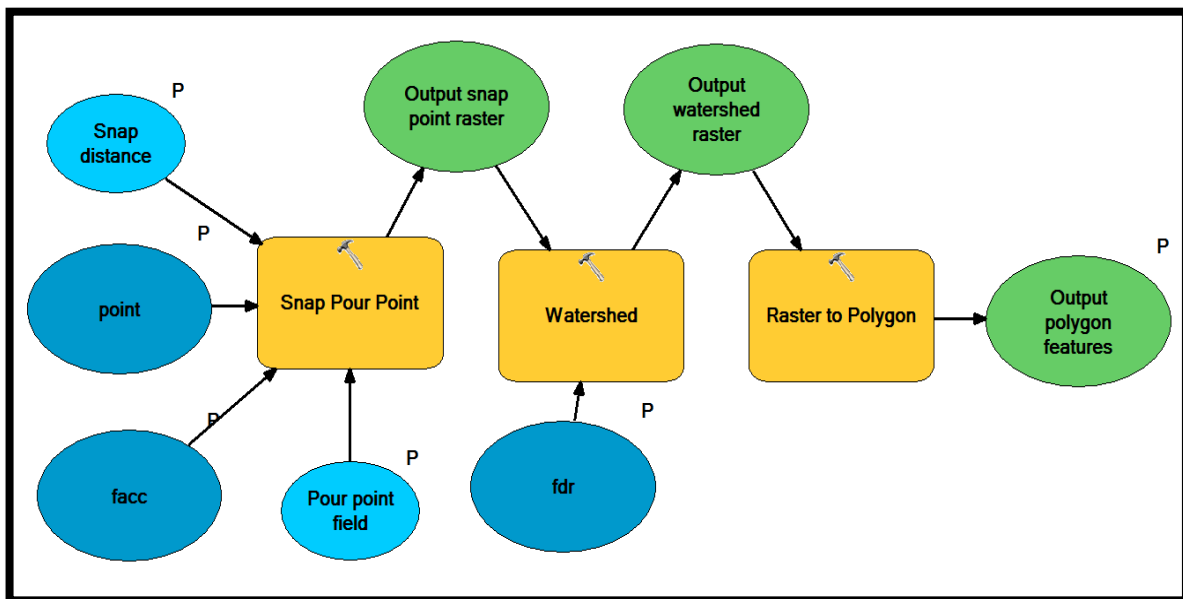 P
Snap
distance
P
point
P
facc
Snap Pour Point
P
Pour point
field
Output snap
point raster
Watershed
P
fdr
Output
watershed
raster
Raster to Polygon
P
Output
polygon
features